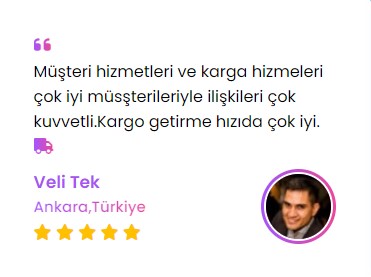 Müşteri hizmetleri ve karga hizmeleri
çok iyi müsşterileriyle ilişkileri çok
kuvvetli.Kargo getirme hızıda çok iyi.
Veli Tek
Ankara,Türkiye